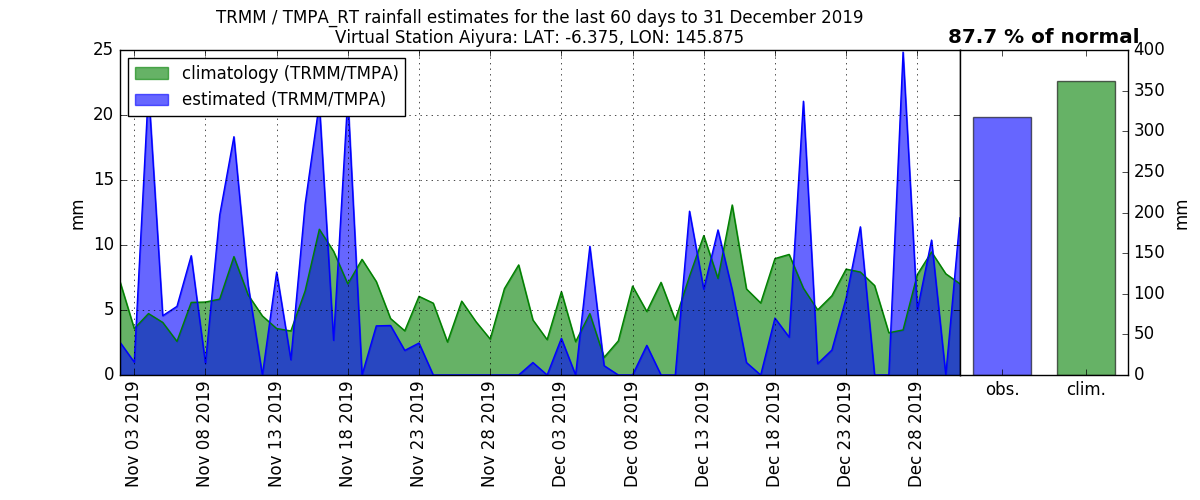 TRMM / TMPA_RT rainfall estimates for the last 60 days to 31 December 2019
Virtual Station Aiyura: LAT: -6.375, LON: 145.875
87.7 % of normal
climatology (TRMM/TMPA)
estimated (TRMM/TMPA)
25
20
15
10
5
0
mm
Nov 03 2019
Nov 08 2019
Nov 13 2019
Nov 18 2019
Nov 23 2019
Nov 28 2019
Dec 03 2019
Dec 08 2019
Dec 13 2019
Dec 18 2019
Dec 23 2019
Dec 28 2019
obs.
clim.
400
350
300
250
200
150
100
50
0
mm